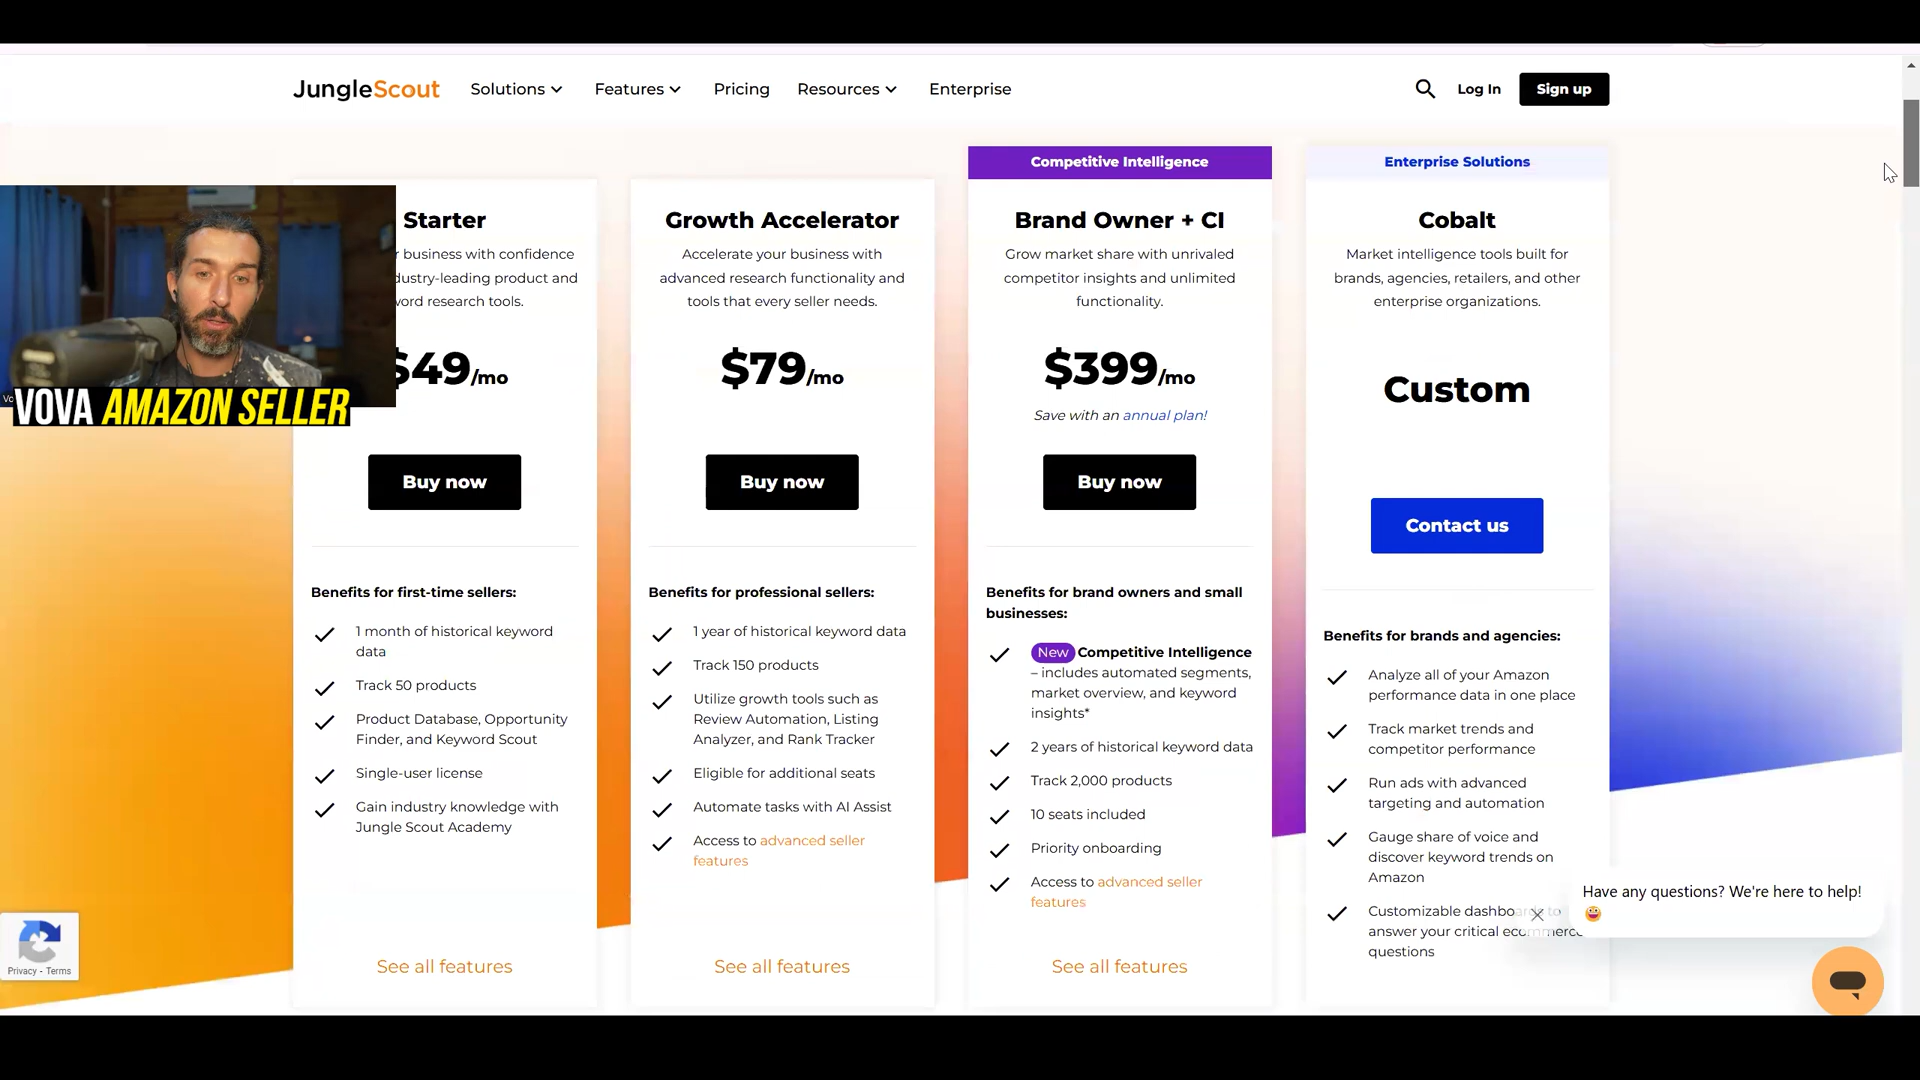 JungleScout
Solutions
Features
Pricing
Resources
Enterprise
Log In
Sign up
Starter
business with confidence
product and
research tools.
$49/mo
Buy now
Benefits for first-time sellers:
1 month of historical keyword
data
Track 50 products
Product Database, Opportunity
Finder, and Keyword Scout
Single-user license
Gain industry knowledge with
Jungle Scout Academy
See all features
Growth Accelerator
Accelerate your business with
advanced research functionality and
tools that every seller needs.
$79/mo
Buy now
Benefits for professional sellers:
1 year of historical keyword data
Track 150 products
Utilize growth tools such as
Review Automation, Listing
Analyzer, and Rank Tracker
Eligible for additional seats
Automate tasks with AI Assist
Access to advanced seller
features
See all features
Competitive Intelligence
Brand Owner + CI
Grow market share with unrivaled
competitor insights and unlimited
functionality.
$399/mo
Save with an annual plan!
Buy now
Benefits for brand owners and small
businesses:
New Competitive Intelligence
– includes automated segments,
market overview, and keyword
insights*
2 years of historical keyword data
Track 2,000 products
10 seats included
Priority onboarding
Access to advanced seller
features
See all features
Enterprise Solutions
Cobalt
Market intelligence tools built for
brands, agencies, retailers, and other
enterprise organizations.
Custom
Contact us
Benefits for brands and agencies:
Analyze all of your Amazon
performance data in one place
Track market trends and
competitor performance
Run ads with advanced
targeting and automation
Gauge share of voice and
discover keyword trends on
Amazon
Customizable dashboards to
answer your critical ecommerce
questions
Have any questions? We're here to help!
VOVA AMAZON SELLER
Privacy - Terms